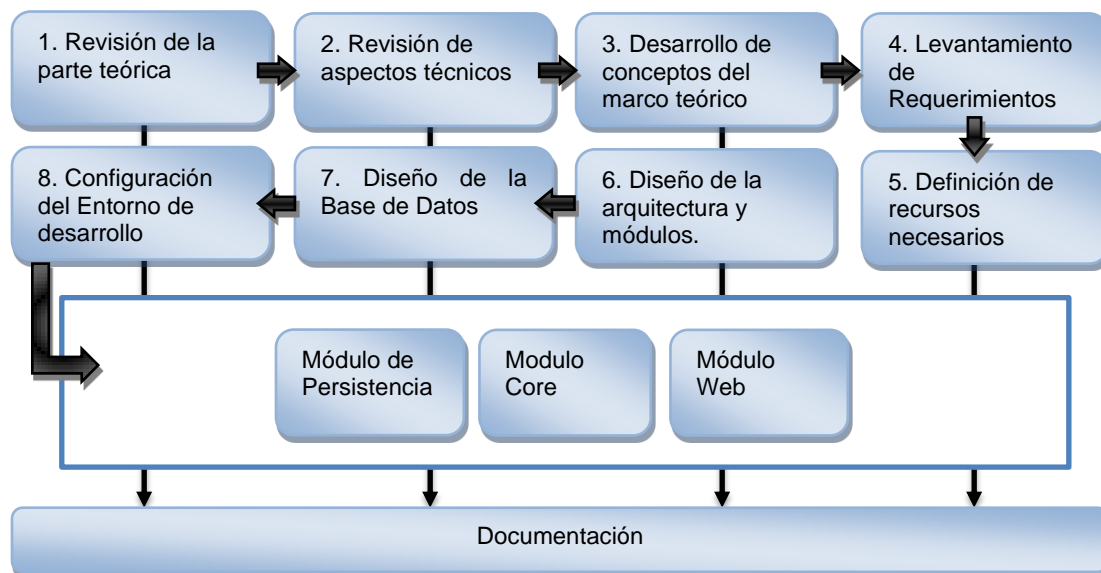 1. Revisión de la
parte teórica
2. Revisión de
aspectos técnicos
3. Desarrollo de
conceptos del
marco teórico
4. Levantamiento
de
Requerimientos
8. Configuración
del Entorno de
desarrollo
7. Diseño de la
Base de Datos
6. Diseño de la
arquitectura y
módulos.
5. Definición de
recursos
necesarios
Módulo de
Persistencia
Modulo
Core
Módulo
Web
Documentación